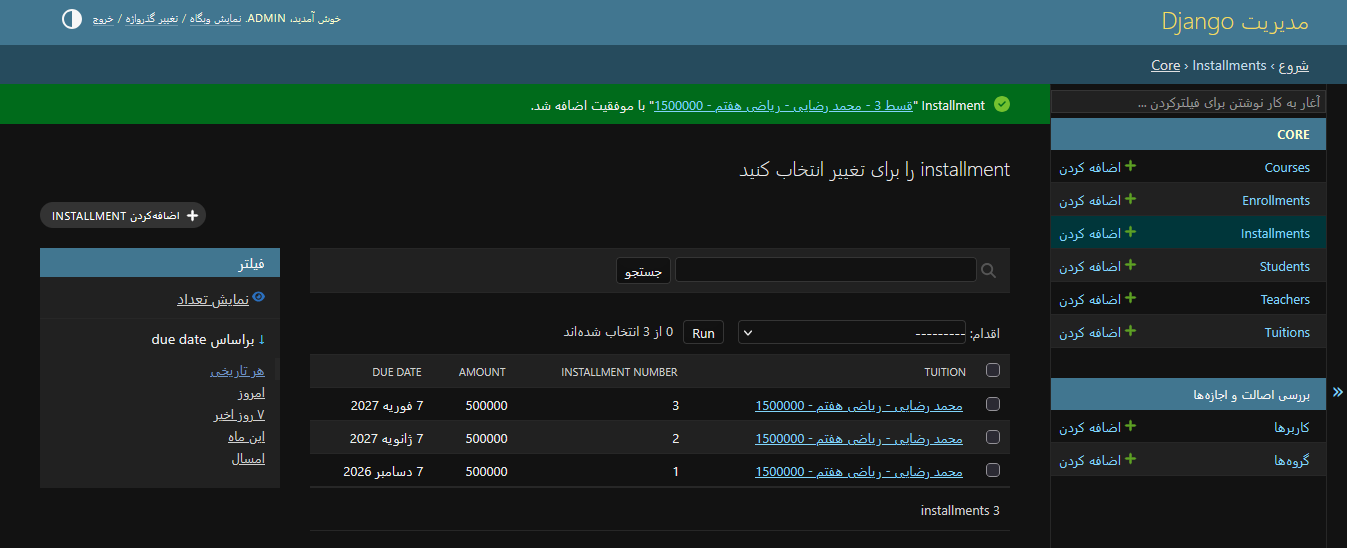 مدیریت Django
خوش آمدید، ADMIN. نمایش وبگاه / تغییر گذرواژه / خروج
شروع › Core › Installments
آغار به کار نوشتن برای فیلترکردن ...
CORE
Courses اضافه کردن
Enrollments اضافه کردن
Installments اضافه کردن
Students اضافه کردن
Teachers اضافه کردن
Tuitions اضافه کردن
بررسی اصالت و اجازه‌ها
کاربرها اضافه کردن
گروه‌ها اضافه کردن
»
Installment "قسط 3 - محمد رضایی - ریاضی هفتم - 1500000" با موفقیت اضافه شد.
installment را برای تغییر انتخاب کنید
اضافه‌کردن INSTALLMENT
جستجو
اقدام: --------- Run 0 از 3 انتخاب شده‌اند
TUITION INSTALLMENT NUMBER AMOUNT DUE DATE
محمد رضایی - ریاضی هفتم - 1500000 3 500000 7 فوریه 2027
محمد رضایی - ریاضی هفتم - 1500000 2 500000 7 ژانویه 2027
محمد رضایی - ریاضی هفتم - 1500000 1 500000 7 دسامبر 2026
3 installments
فیلتر
نمایش تعداد
↓ براساس due date
هر تاریخی
امروز
۷ روز اخیر
این ماه
امسال